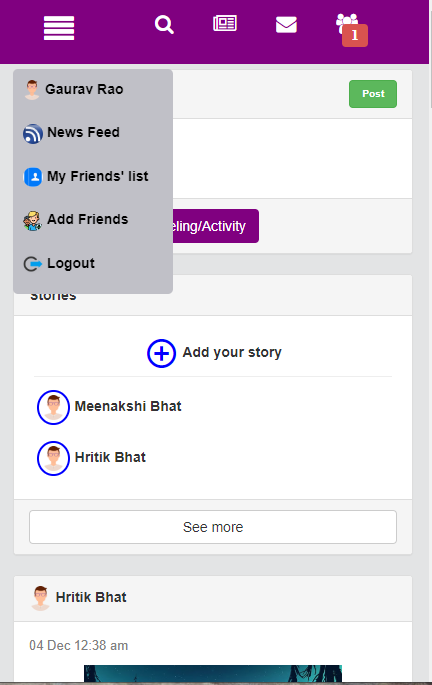 1
Gaurav Rao
Post
News Feed
My Friends' list
Add Friends
eling/Activity
Logout
Stories
Add your story
Meenakshi Bhat
Hritik Bhat
See more
Hritik Bhat
04 Dec 12:38 am